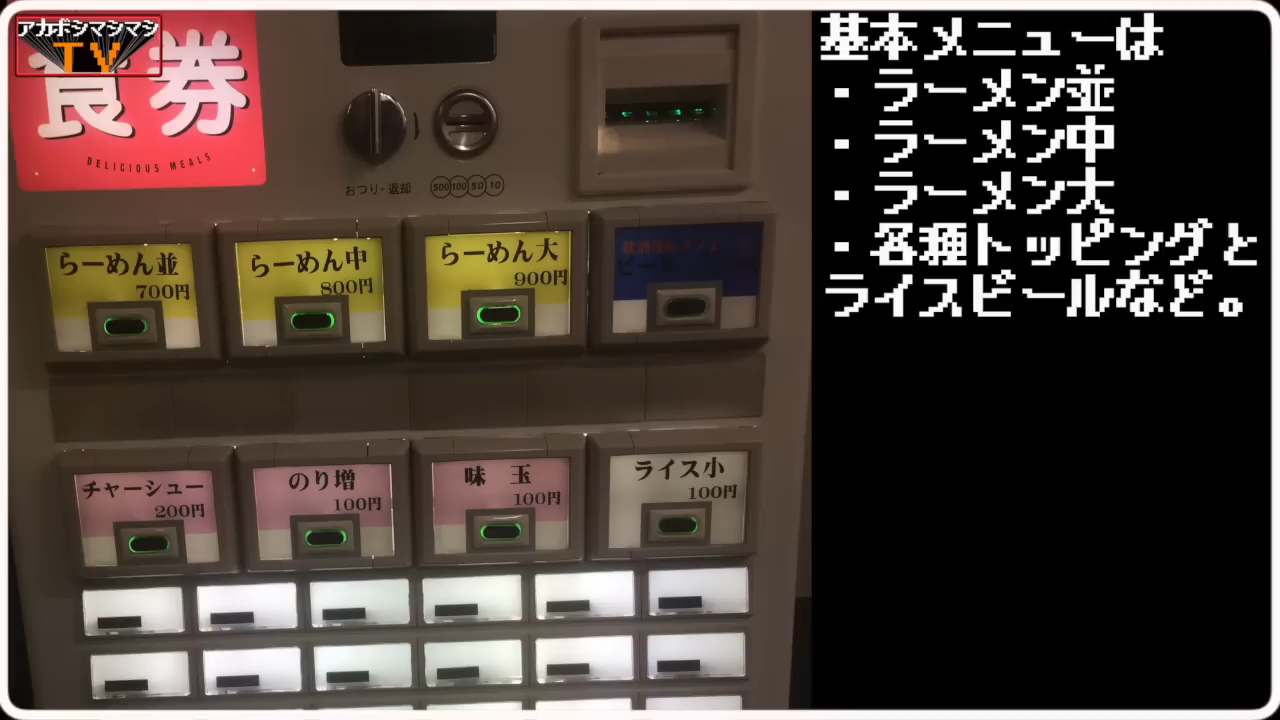 アカボシマシマシ
TV
食券
DELICIOUS MEALS
おつり・返却
500 100 50 10
らーめん並
700円
らーめん中
800円
らーめん大
900円
ビール
チャーシュー
200円
のり増
100円
味 玉
100円
ライス小
100円
基本メニューは
・ラーメン並
・ラーメン中
・ラーメン大
・各種トッピングと
ライスビールなど。